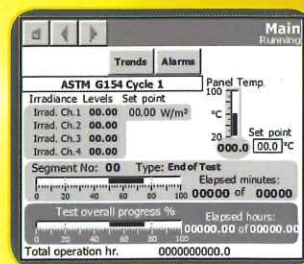 Main
Running
Trends Alarms
ASTM G154 Cycle 1
Panel Temp.
Irradiance Levels Set point
Irrad. Ch.1 00.00 00.00 W/m²
Irrad. Ch.2 00.00
Irrad. Ch.3 00.00
Irrad. Ch.4 00.00
100
°C
20
000.0
Set point
00.0 °C
Segment No: 00 Type: End of Test
0 20 40 60 80 100
Elapsed minutes:
00000 of 00000
Test overall progress %
0 20 40 60 80 100
Elapsed hours:
00000.00 of 00000.00
Total operation hr. 0000000000.0